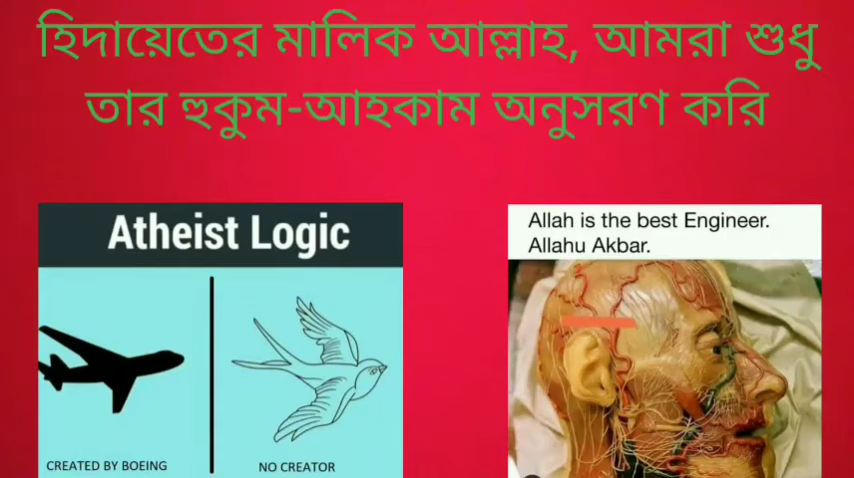 হিদায়েতের মালিক আল্লাহ, আমরা শুধু
তার হুকুম-আহকাম অনুসরণ করি
Atheist Logic
CREATED BY BOEING
NO CREATOR
Allah is the best Engineer.
Allahu Akbar.